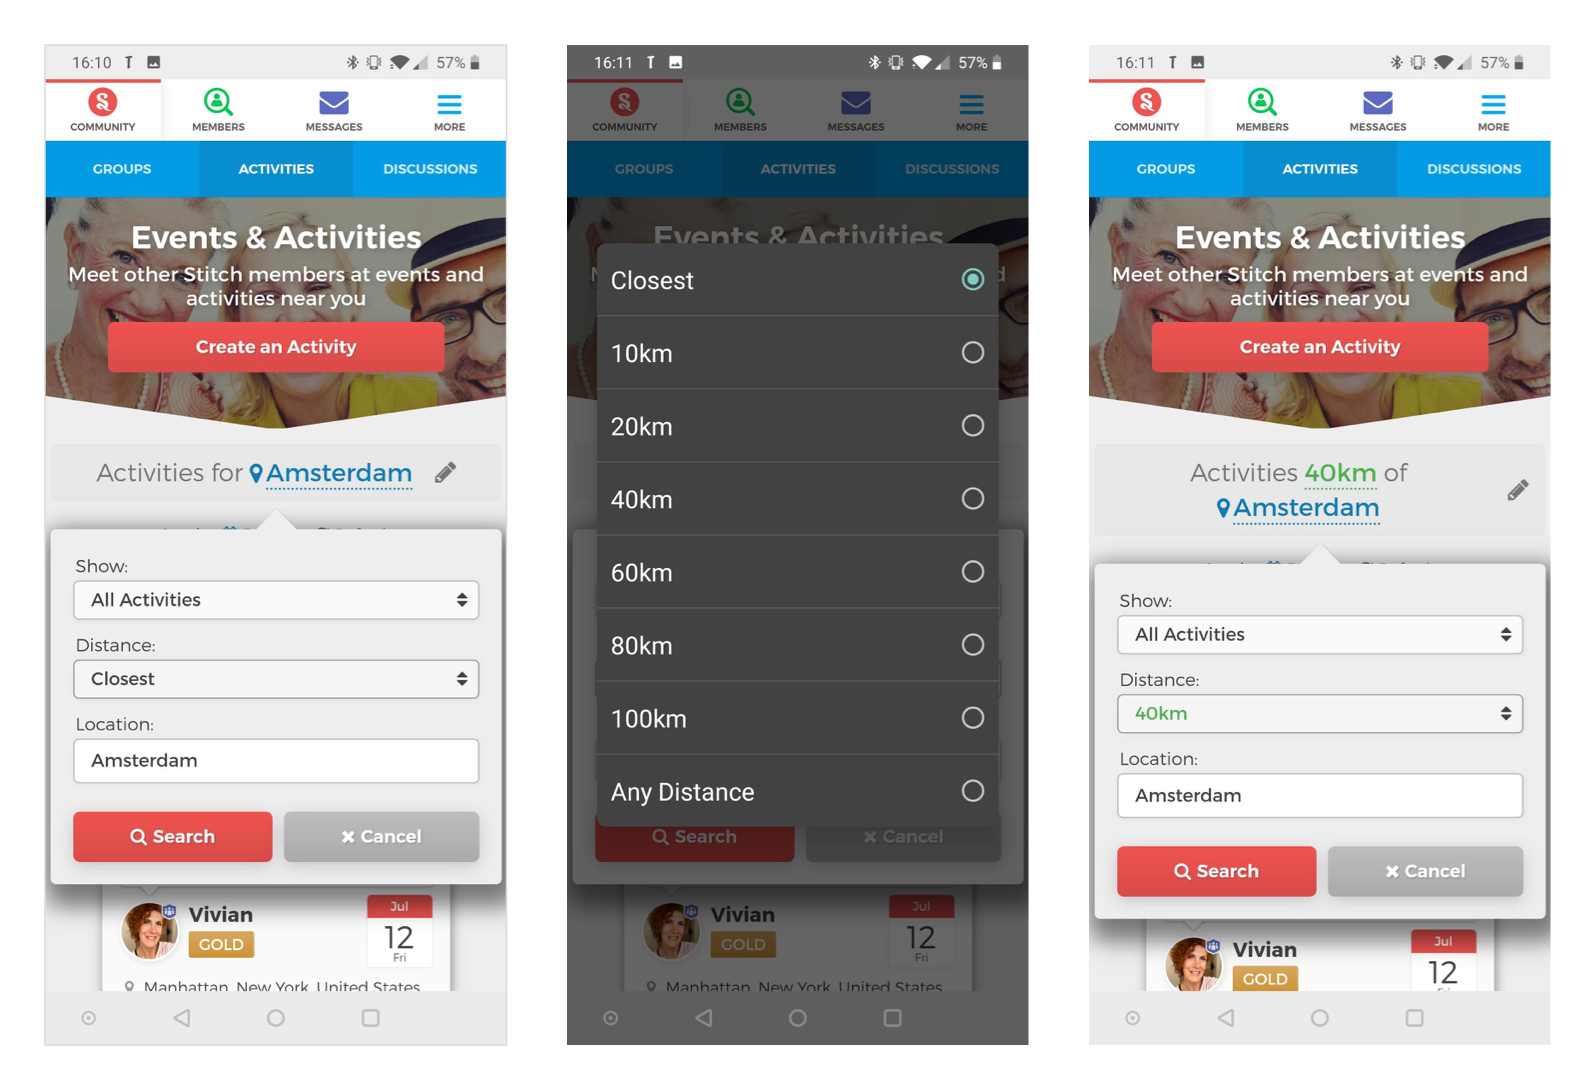 16:10
57%
COMMUNITY
MEMBERS
MESSAGES
MORE
GROUPS
ACTIVITIES
DISCUSSIONS
Events & Activities
Meet other Stitch members at events and
activities near you
Create an Activity
Activities for Amsterdam
Show:
All Activities
Distance:
Closest
Location:
Amsterdam
Search
Cancel
Vivian
GOLD
Jul
12
Fri
Manhattan, New York, United States
16:11
57%
COMMUNITY
MEMBERS
MESSAGES
MORE
GROUPS
ACTIVITIES
DISCUSSIONS
Events & Activities
Closest
10km
20km
40km
60km
80km
100km
Any Distance
Search
Cancel
Vivian
GOLD
Jul
12
Fri
Manhattan, New York, United States
16:11
57%
COMMUNITY
MEMBERS
MESSAGES
MORE
GROUPS
ACTIVITIES
DISCUSSIONS
Events & Activities
Meet other Stitch members at events and
activities near you
Create an Activity
Activities 40km of
Amsterdam
Show:
All Activities
Distance:
40km
Location:
Amsterdam
Search
Cancel
Vivian
GOLD
Jul
12